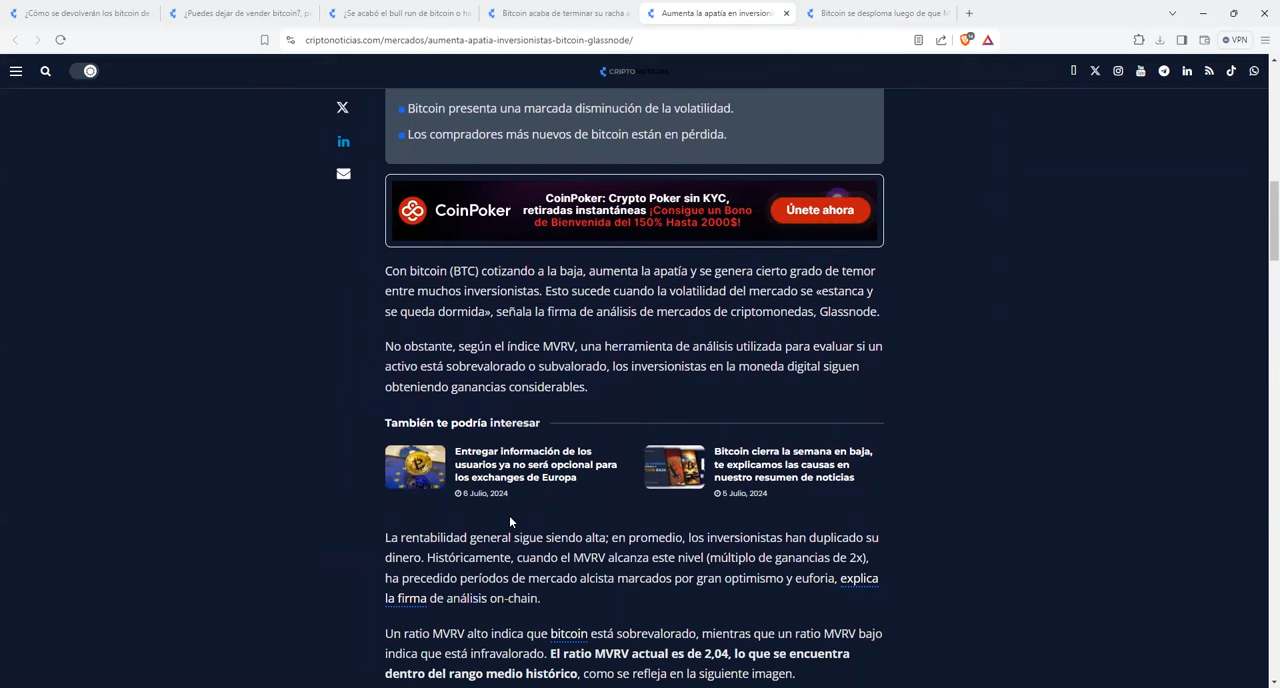 ¿Cómo se devolverán los bitcoin de
¿Puedes dejar de vender bitcoin?, p
¿Se acabó el bull run de bitcoin o ha
Bitcoin acaba de terminar su racha a
Aumenta la apatía en inversioni
Bitcoin se desploma luego de que M
criptonoticias.com/mercados/aumenta-apatia-inversionistas-bitcoin-glassnode/
VPN
CRIPTONOTICIAS
Bitcoin presenta una marcada disminución de la volatilidad.
Los compradores más nuevos de bitcoin están en pérdida.
CoinPoker
CoinPoker: Crypto Poker sin KYC,
retiradas instantáneas ¡Consigue un Bono
de Bienvenida del 150% Hasta 2000$!
Únete ahora
Con bitcoin (BTC) cotizando a la baja, aumenta la apatía y se genera cierto grado de temor
entre muchos inversionistas. Esto sucede cuando la volatilidad del mercado se «estanca y
se queda dormida», señala la firma de análisis de mercados de criptomonedas, Glassnode.
No obstante, según el índice MVRV, una herramienta de análisis utilizada para evaluar si un
activo está sobrevalorado o subvalorado, los inversionistas en la moneda digital siguen
obteniendo ganancias considerables.
También te podría interesar
Entregar información de los
usuarios ya no será opcional para
los exchanges de Europa
6 Julio, 2024
Bitcoin cierra la semana en baja,
te explicamos las causas en
nuestro resumen de noticias
5 Julio, 2024
La rentabilidad general sigue siendo alta; en promedio, los inversionistas han duplicado su
dinero. Históricamente, cuando el MVRV alcanza este nivel (múltiplo de ganancias de 2x),
ha precedido períodos de mercado alcista marcados por gran optimismo y euforia, explica
la firma de análisis on-chain.
Un ratio MVRV alto indica que bitcoin está sobrevalorado, mientras que un ratio MVRV bajo
indica que está infravalorado. El ratio MVRV actual es de 2,04, lo que se encuentra
dentro del rango medio histórico, como se refleja en la siguiente imagen.